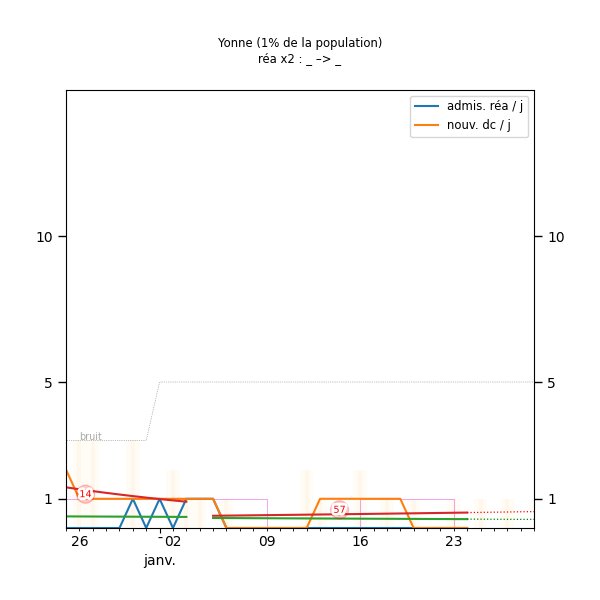 Yonne (1% de la population)
réa x2 : _ –> _
admis. réa / j
nouv. dc / j
10
10
5
5
bruit
14
57
1
1
26
02
09
16
23
janv.